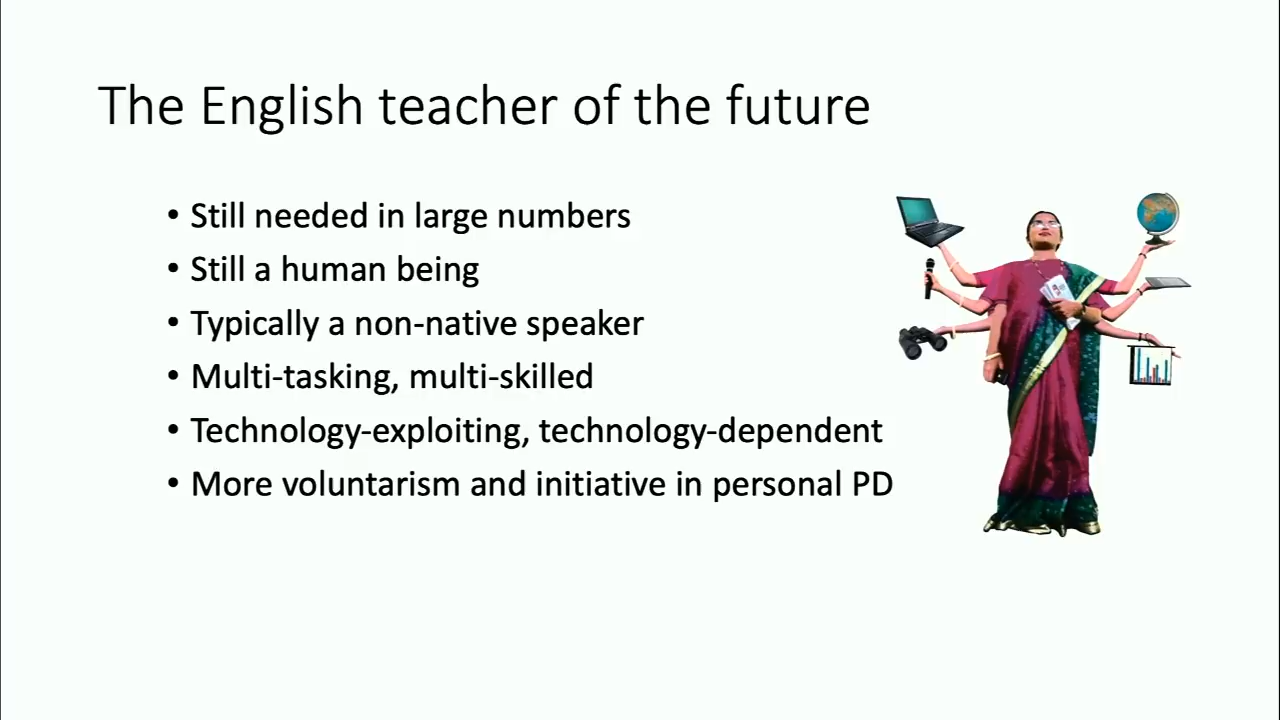 The English teacher of the future
• Still needed in large numbers
• Still a human being
• Typically a non-native speaker
• Multi-tasking, multi-skilled
• Technology-exploiting, technology-dependent
• More voluntarism and initiative in personal PD